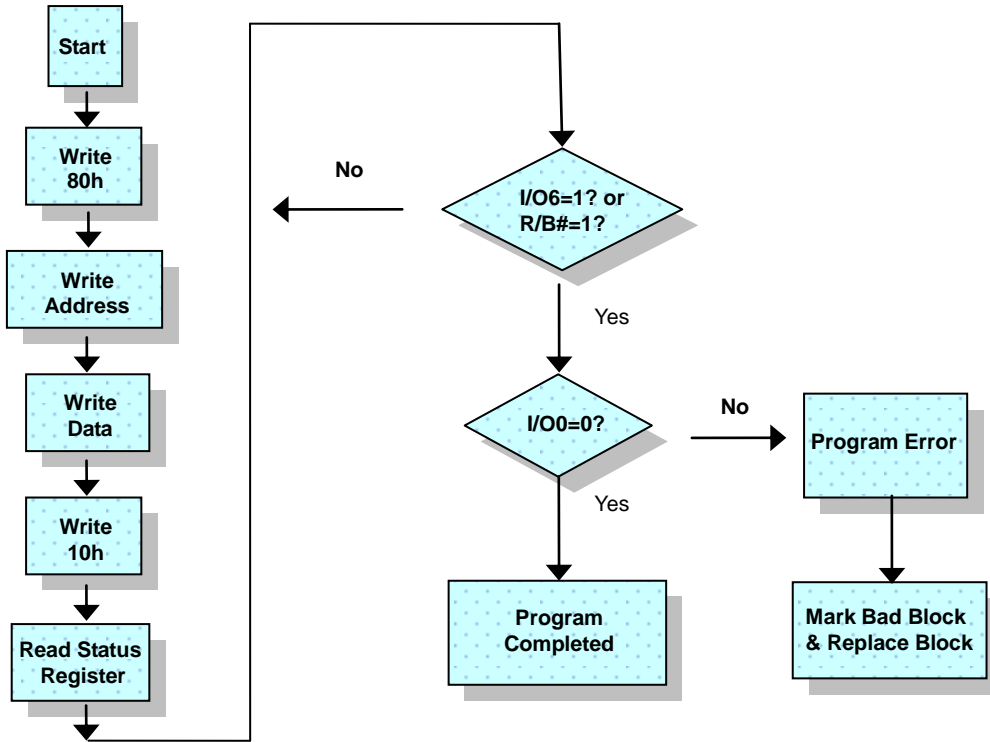 Start
Write
80h
Write
Address
Write
Data
Write
10h
Read Status
Register
No
I/O6=1? or
R/B#=1?
Yes
I/O0=0?
No
Program Error
Yes
Program
Completed
Mark Bad Block
& Replace Block